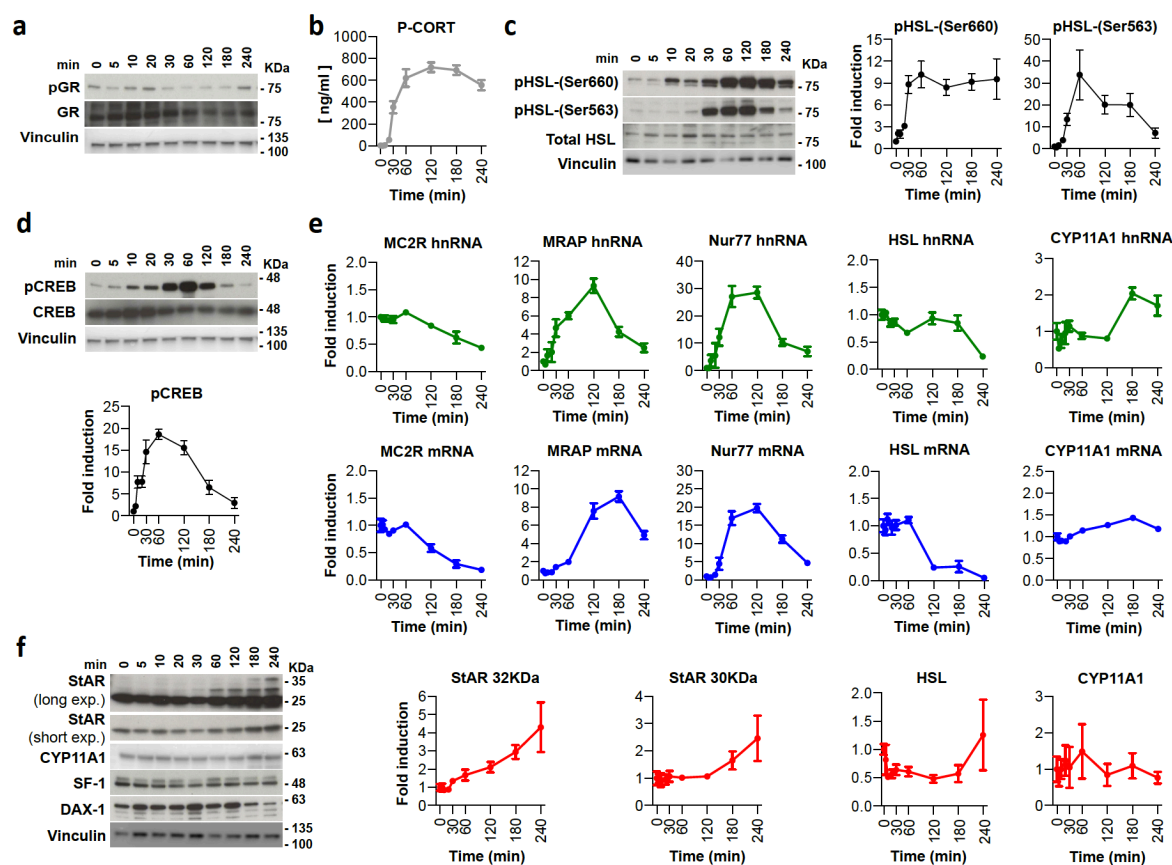 a
min 0 5 10 20 30 60 120 180 240 KDa
pGR - 75
GR - 75
Vinculin - 135
- 100
b
P-CORT
[ ng/ml ]
1000
900
800
600
400
200
0
0 30 60 120 180 240
Time (min)
c
min 0 5 10 20 30 60 120 180 240 KDa
pHSL-(Ser660) - 75
pHSL-(Ser563) - 75
Total HSL - 75
Vinculin - 100
pHSL-(Ser660)
Fold induction
15
12
9
6
3
0
0 30 60 120 180 240
Time (min)
pHSL-(Ser563)
50
40
30
20
10
0
0 30 60 120 180 240
Time (min)
d
min 0 5 10 20 30 60 120 180 240
pCREB - 48
CREB - 48
Vinculin - 135
- 100
pCREB
Fold induction
25
20
15
10
5
0
0 30 60 120 180 240
Time (min)
e
MC2R hnRNA
Fold induction
2.0
1.5
1.0
0.5
0.0
0 30 60 120 180 240
Time (min)
MRAP hnRNA
12
10
8
6
4
2
0
0 30 60 120 180 240
Time (min)
Nur77 hnRNA
40
30
20
10
0
0 30 60 120 180 240
Time (min)
HSL hnRNA
2.0
1.5
1.0
0.5
0.0
0 30 60 120 180 240
Time (min)
CYP11A1 hnRNA
3
2
1
0
0 30 60 120 180 240
Time (min)
MC2R mRNA
Fold induction
2.0
1.5
1.0
0.5
0.0
0 30 60 120 180 240
Time (min)
MRAP mRNA
12
10
8
6
4
2
0
0 30 60 120 180 240
Time (min)
Nur77 mRNA
25
20
15
10
5
0
0 30 60 120 180 240
Time (min)
HSL mRNA
2.0
1.5
1.0
0.5
0.0
0 30 60 120 180 240
Time (min)
CYP11A1 mRNA
2.0
1.5
1.0
0.5
0.0
0 30 60 120 180 240
Time (min)
f
min 0 5 10 20 30 60 120 180 240 KDa
StAR - 35
(long exp.) - 25
StAR - 25
(short exp.)
CYP11A1 - 63
SF-1 - 48
DAX-1 - 63
- 48
Vinculin - 135
- 100
StAR 32KDa
Fold induction
6
4
2
1
0
0 30 60 120 180 240
Time (min)
StAR 30KDa
4
3
2
1
0
0 30 60 120 180 240
Time (min)
HSL
2.0
1.5
1.0
0.5
0.0
0 30 60 120 180 240
Time (min)
CYP11A1
3
2
1
0
0 30 60 120 180 240
Time (min)